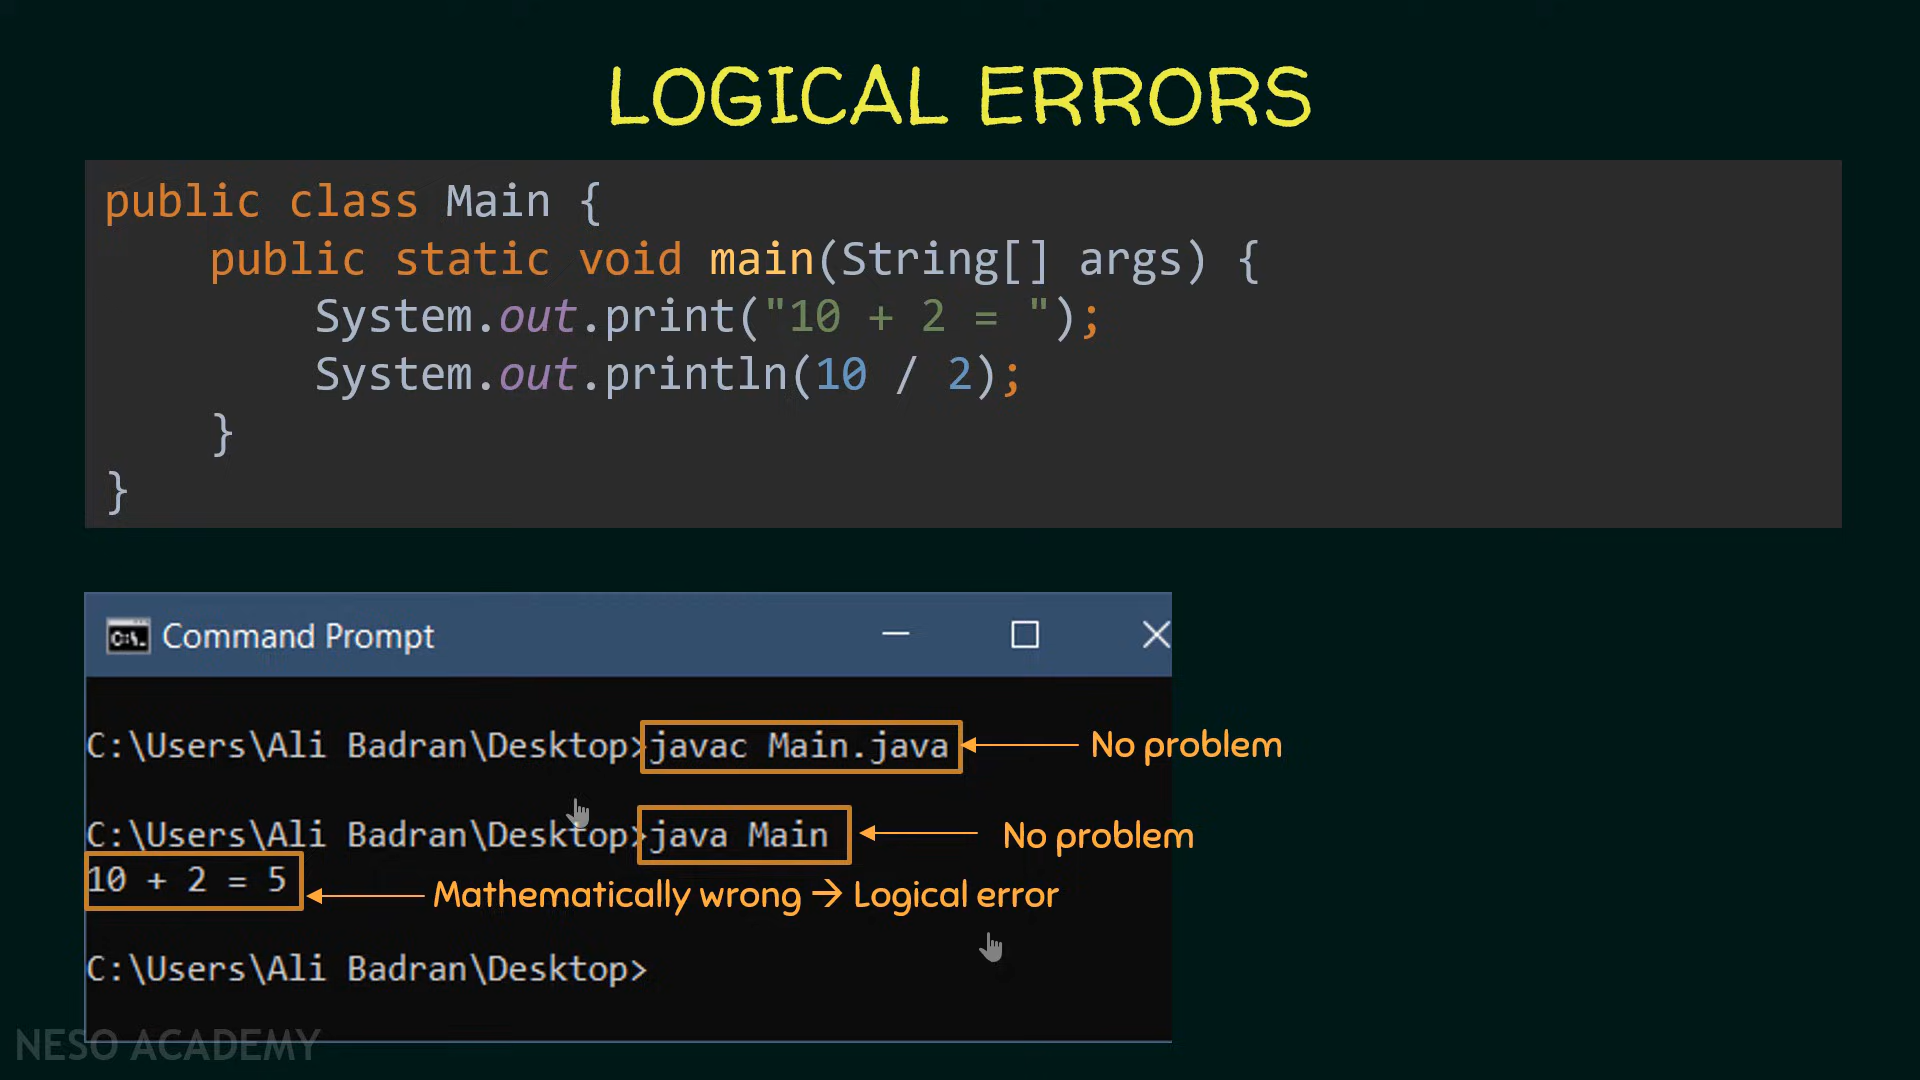 LOGICAL ERRORS
public class Main {
    public static void main(String[] args) {
        System.out.print("10 + 2 = ");
        System.out.println(10 / 2);
    }
}
C:\. Command Prompt
C:\Users\Ali Badran\Desktop>javac Main.java No problem
C:\Users\Ali Badran\Desktop>java Main No problem
10 + 2 = 5 Mathematically wrong → Logical error
C:\Users\Ali Badran\Desktop>
NESO ACADEMY